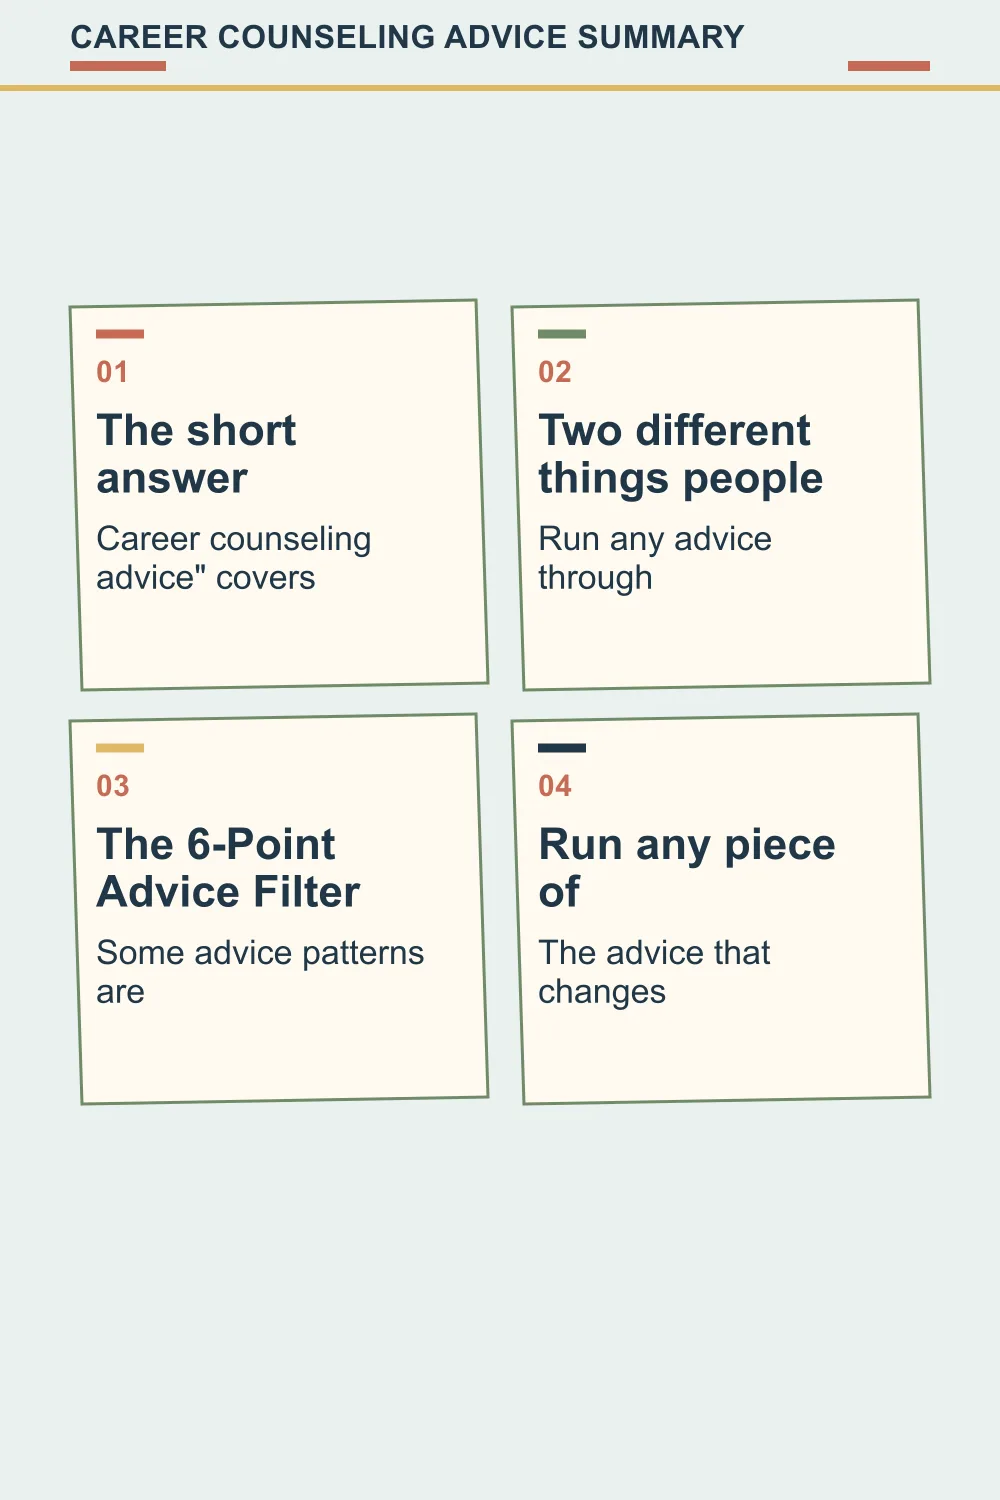 CAREER COUNSELING ADVICE SUMMARY
01
The short
answer
Career counseling
advice" covers
02
Two different
things people
Run any advice
through
03
The 6-Point
Advice Filter
Some advice patterns
are
04
Run any piece
of
The advice that
changes